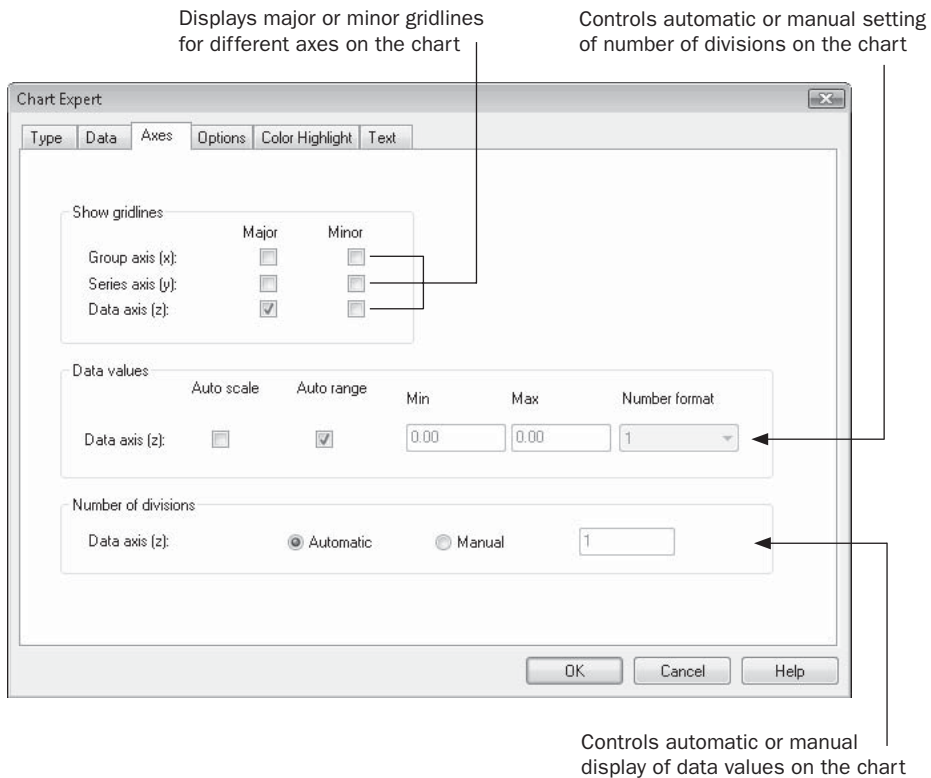 Displays major or minor gridlines
for different axes on the chart
Controls automatic or manual setting
of number of divisions on the chart
Chart Expert
Type Data Axes Options Color Highlight Text
Show gridlines
Major Minor
Group axis (x):
Series axis (y):
Data axis (z):
Data values
Auto scale Auto range Min Max Number format
Data axis (z): 0.00 0.00 1
Number of divisions
Data axis (z): Automatic Manual 1
OK Cancel Help
Controls automatic or manual
display of data values on the chart